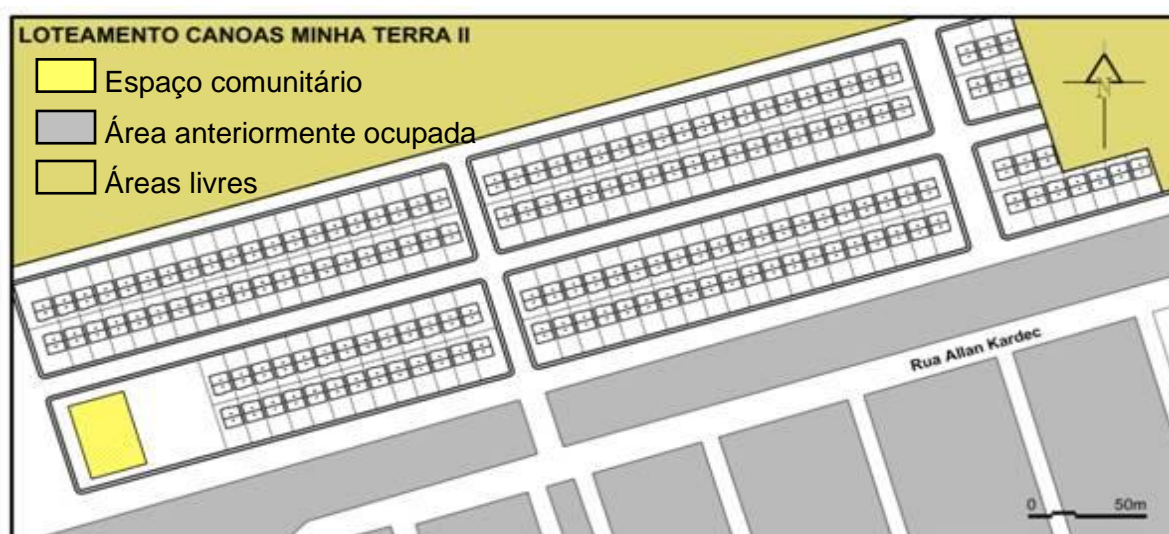 LOTEAMENTO CANOAS MINHA TERRA II
Espaço comunitário
Área anteriormente ocupada
Áreas livres
N
Rua Allan Kardec
0 50m